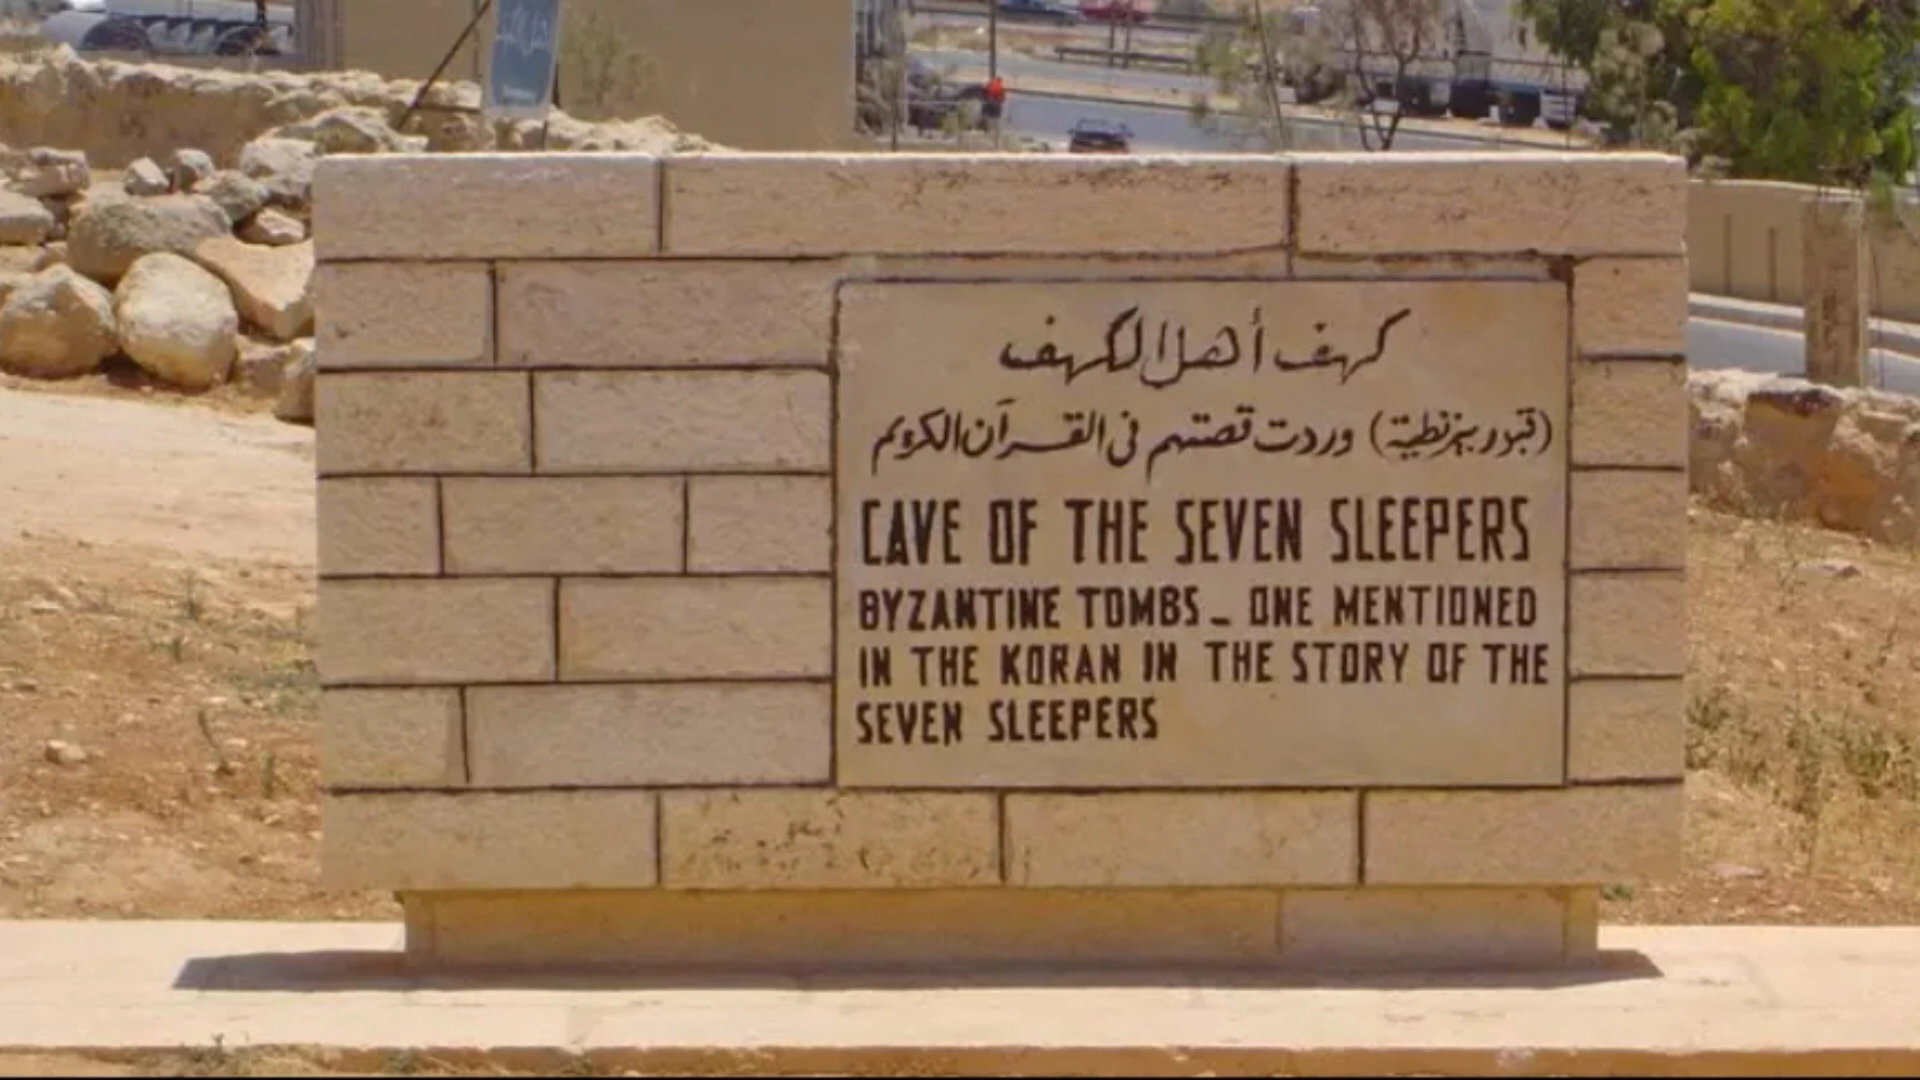 كهف أهل الكهف
(قبور بيزنطية) وردت قصتهم فى القرآن الكريم
CAVE OF THE SEVEN SLEEPERS
BYZANTINE TOMBS - ONE MENTIONED
IN THE KORAN IN THE STORY OF THE
SEVEN SLEEPERS